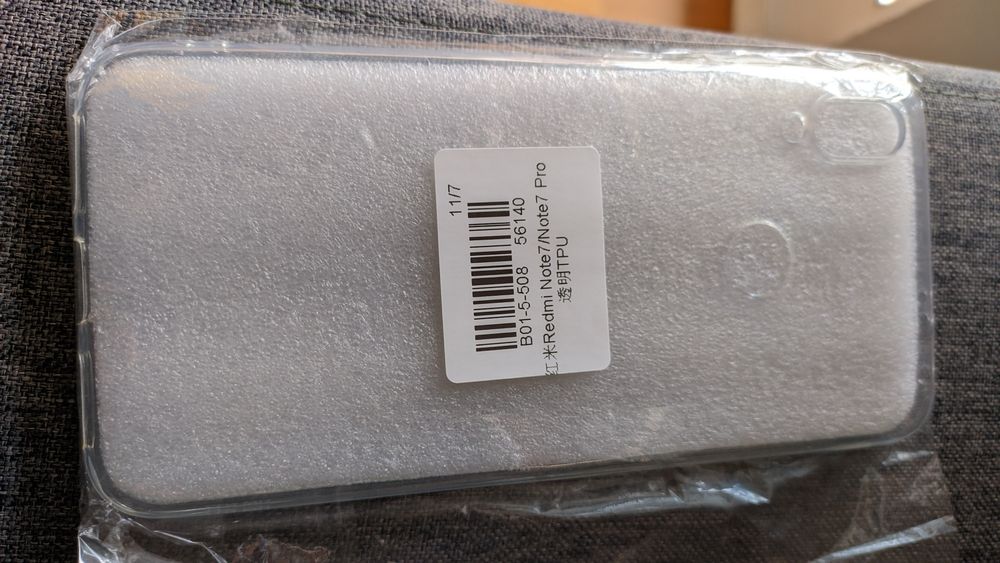 11/7
B01-5-508 56140
红米Redmi Note7/Note7 Pro
透明TPU